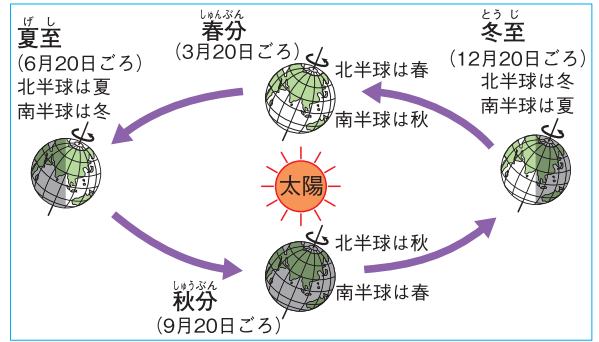 げし
夏至
(6月20日ごろ)
北半球は夏
南半球は冬
しゅんぶん
春分
(3月20日ごろ)
北半球は春
南半球は秋
とうじ
冬至
(12月20日ごろ)
北半球は冬
南半球は夏
太陽
北半球は秋
南半球は春
しゅうぶん
秋分
(9月20日ごろ)